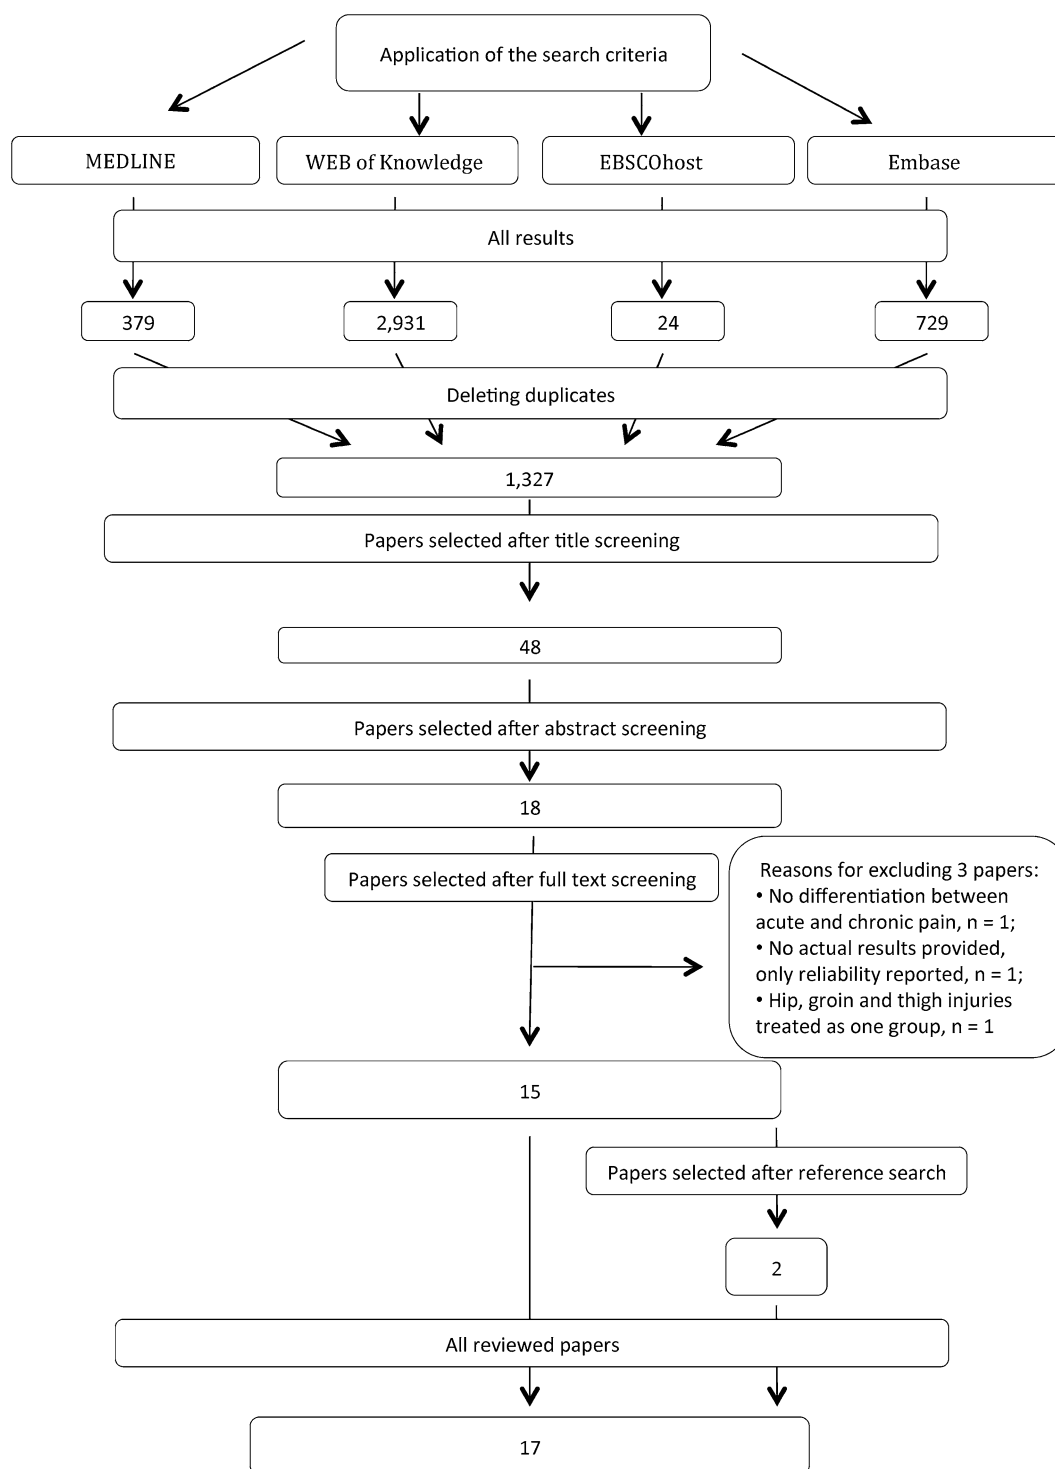 Application of the search criteria
MEDLINE
WEB of Knowledge
EBSCOhost
Embase
All results
379
2,931
24
729
Deleting duplicates
1,327
Papers selected after title screening
48
Papers selected after abstract screening
18
Papers selected after full text screening
Reasons for excluding 3 papers:
• No differentiation between
acute and chronic pain, n = 1;
• No actual results provided,
only reliability reported, n = 1;
• Hip, groin and thigh injuries
treated as one group, n = 1
15
Papers selected after reference search
2
All reviewed papers
17